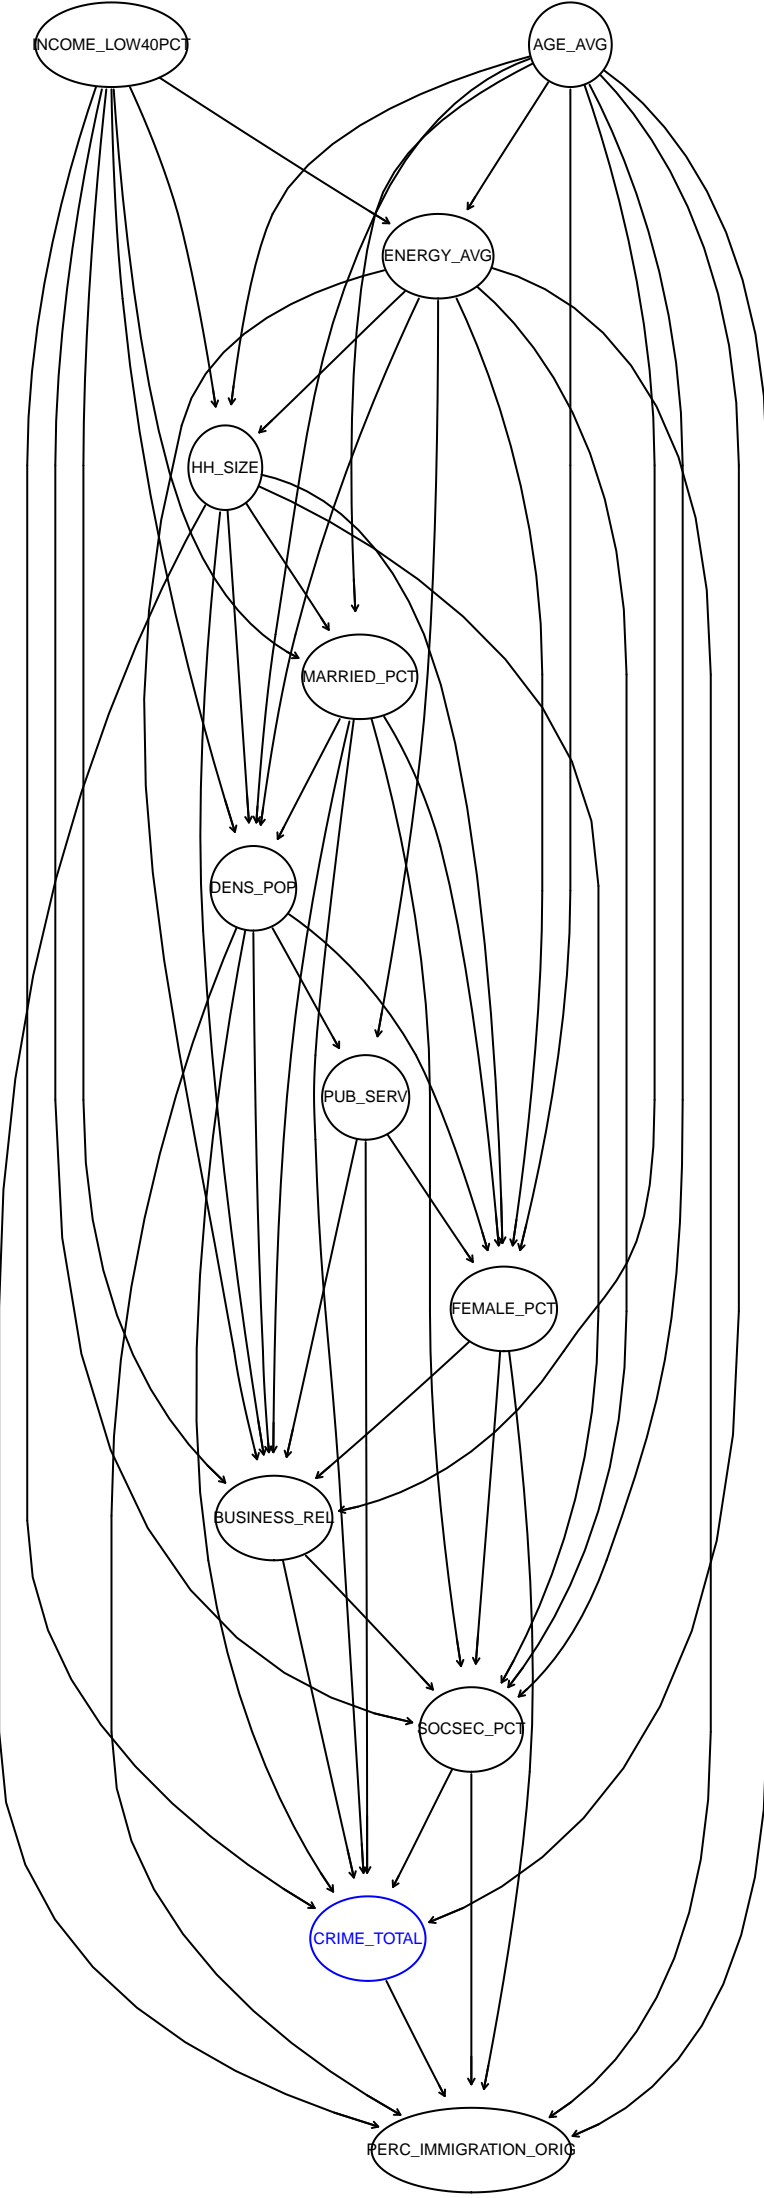 INCOME_LOW40PCT
AGE_AVG
ENERGY_AVG
HH_SIZE
MARRIED_PCT
DENS_POP
PUB_SERV
FEMALE_PCT
BUSINESS_REL
SOCSEC_PCT
CRIME_TOTAL
PERC_IMMIGRATION_ORIG